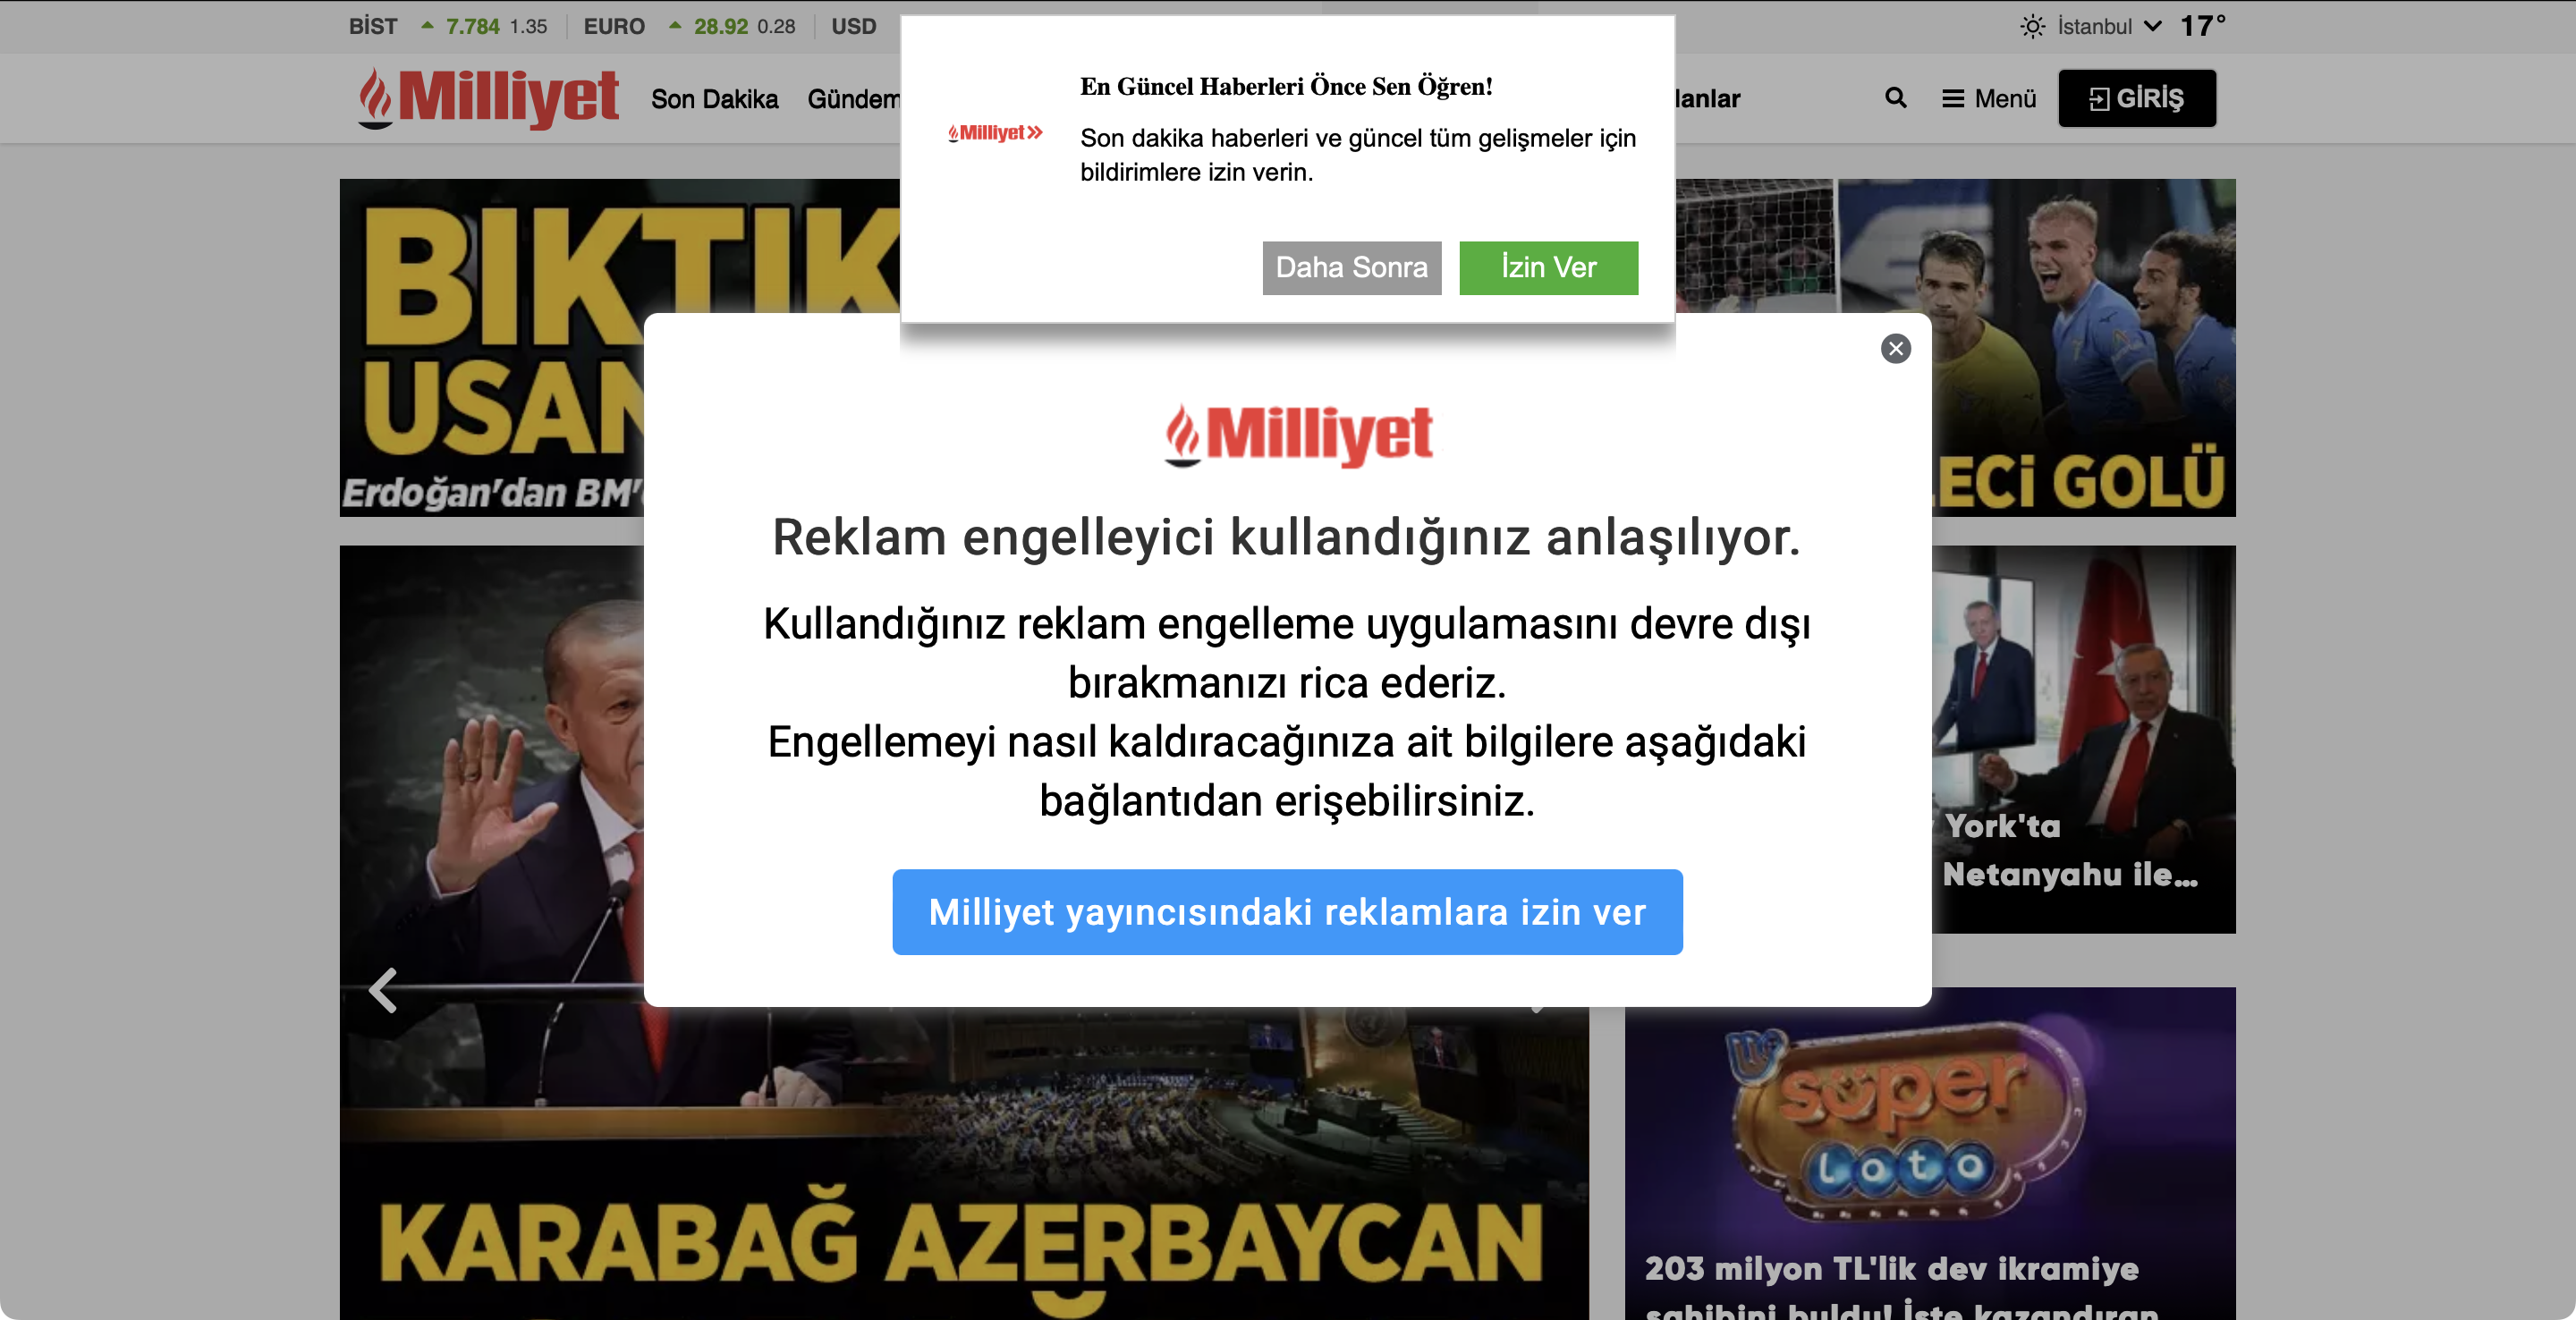 BİST 7.784 1.35 EURO 28.92 0.28 USD
İstanbul 17°
Milliyet Son Dakika Gündem
Menü GİRİŞ
En Güncel Haberleri Önce Sen Öğren!
Milliyet
Son dakika haberleri ve güncel tüm gelişmeler için
bildirimlere izin verin.
Daha Sonra İzin Ver
BIKTIK
USAN
Erdoğan'dan BM'
GOLÜ
Milliyet
Reklam engelleyici kullandığınız anlaşılıyor.
Kullandığınız reklam engelleme uygulamasını devre dışı
bırakmanızı rica ederiz.
Engellemeyi nasıl kaldıracağınıza ait bilgilere aşağıdaki
bağlantıdan erişebilirsiniz.
Milliyet yayıncısındaki reklamlara izin ver
York'ta
Netanyahu ile...
KARABAĞ AZERBAYCAN
süper
loto
203 milyon TL'lik dev ikramiye
sahibini buldu! İşte kazandıran